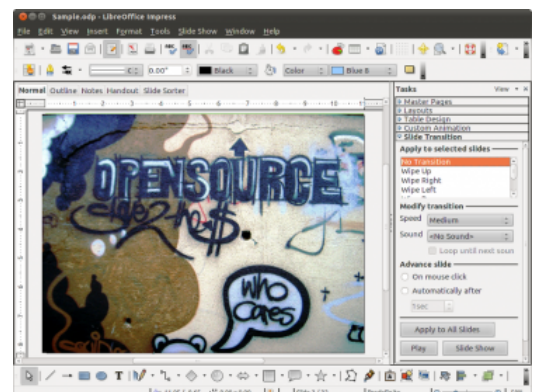 Sample.odp - LibreOffice Impress
File Edit View Insert Format Tools Slide Show Window Help
0.00" Black Color Blue 8
Normal Outline Notes Handout Slide Sorter
Tasks View
Master Pages
Layouts
Table Design
Custom Animation
Slide Transition
Apply to selected slides
No Transition
Wipe Up
Wipe Right
Wipe Left
Modify transition
Speed Medium
Sound <No Sound>
Loop until next soun
Advance slide
On mouse click
Automatically after
1sec
Apply to All Slides
Play Slide Show
OPENSOURCE
$
WHO
Cares